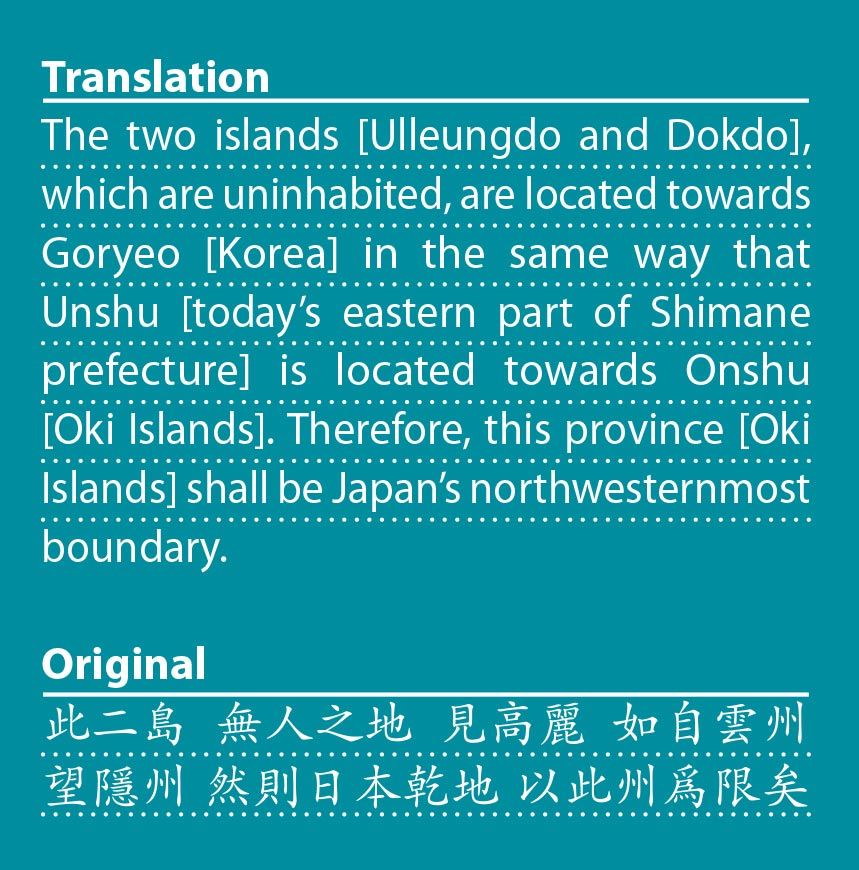 Translation
The two islands [Ulleungdo and Dokdo],
which are uninhabited, are located towards
Goryeo [Korea] in the same way that
Unshu [today’s eastern part of Shimane
prefecture] is located towards Onshu
[Oki Islands]. Therefore, this province [Oki
Islands] shall be Japan’s northwesternmost
boundary.
Original
此二島 無人之地 見高麗 如自雲州
望隱州 然則日本乾地 以此州爲限矣